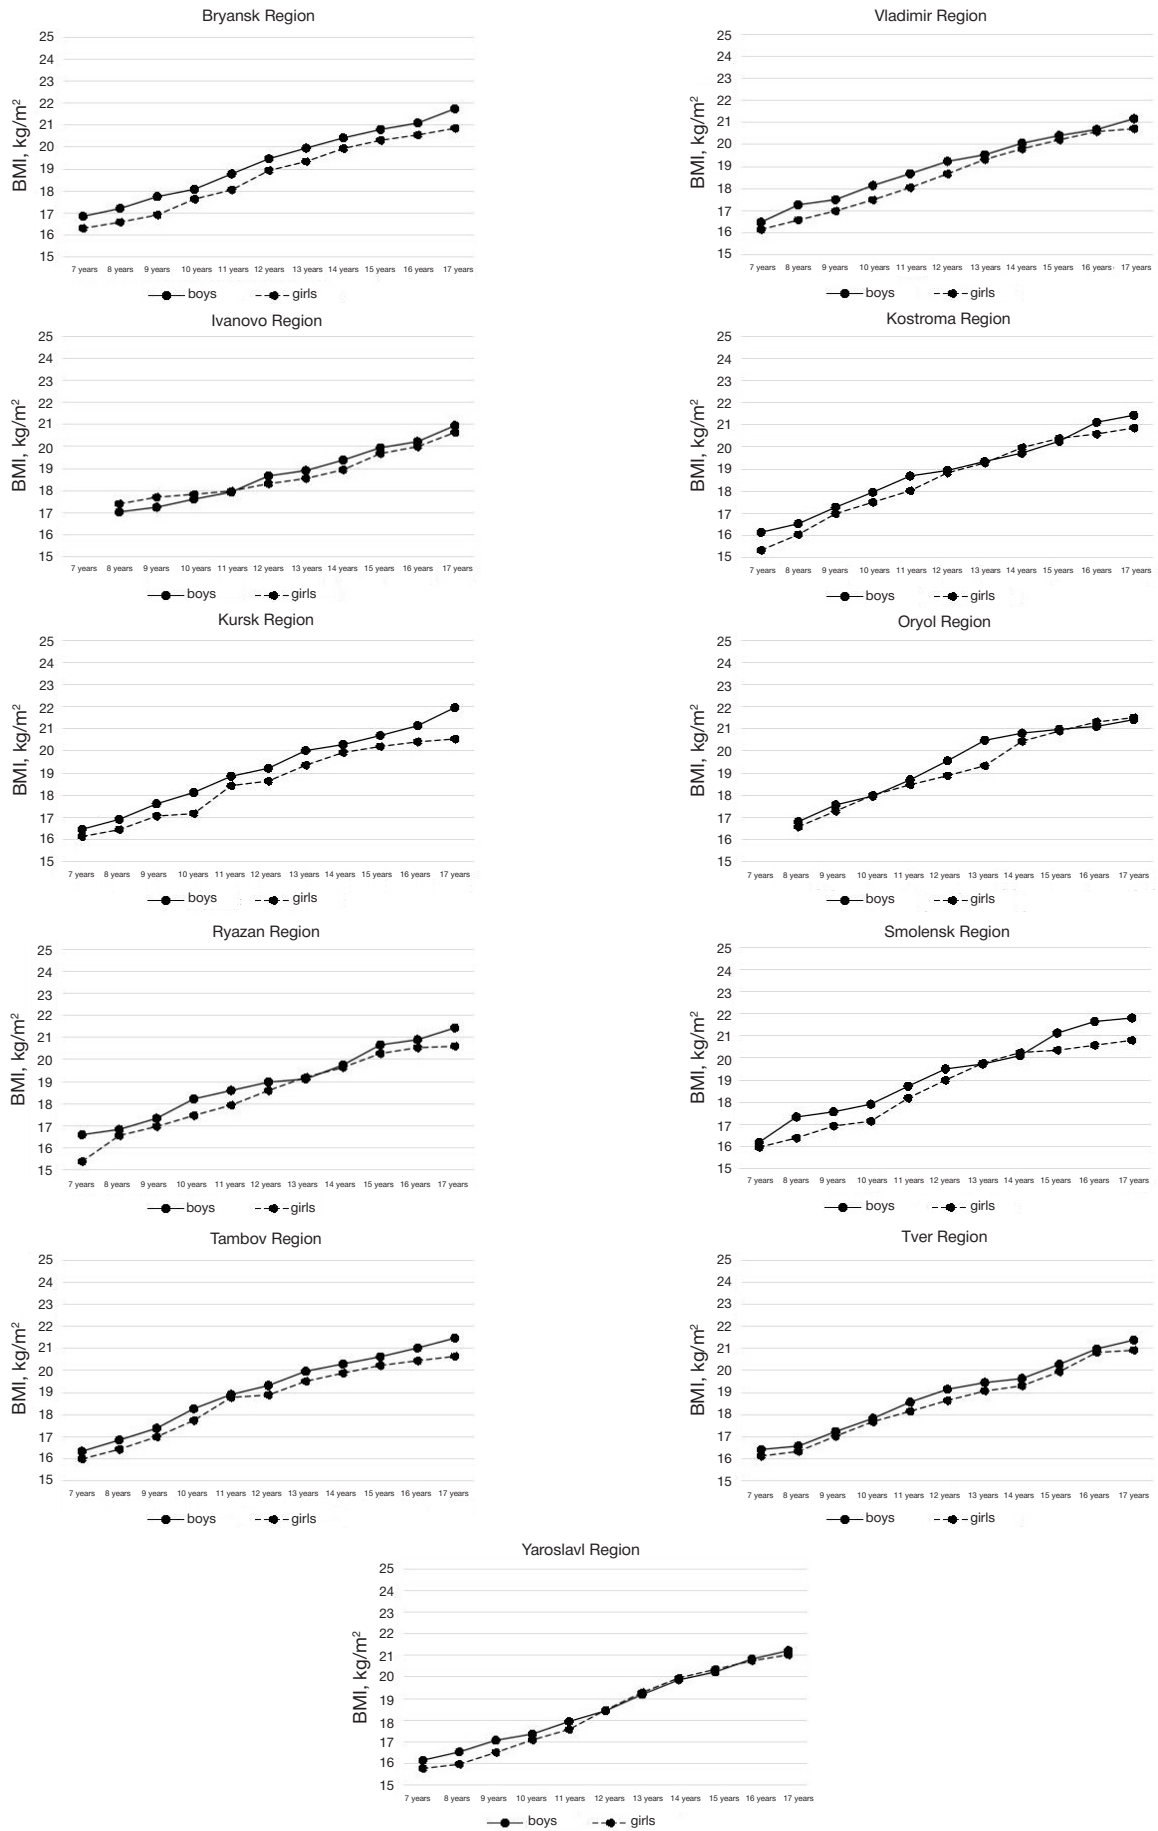 Bryansk Region
BMI, kg/m²
25
24
23
22
21
20
19
18
17
16
15
7 years 8 years 9 years 10 years 11 years 12 years 13 years 14 years 15 years 16 years 17 years
boys girls
Vladimir Region
BMI, kg/m²
25
24
23
22
21
20
19
18
17
16
15
7 years 8 years 9 years 10 years 11 years 12 years 13 years 14 years 15 years 16 years 17 years
boys girls
Ivanovo Region
BMI, kg/m²
25
24
23
22
21
20
19
18
17
16
15
7 years 8 years 9 years 10 years 11 years 12 years 13 years 14 years 15 years 16 years 17 years
boys girls
Kostroma Region
BMI, kg/m²
25
24
23
22
21
20
19
18
17
16
15
7 years 8 years 9 years 10 years 11 years 12 years 13 years 14 years 15 years 16 years 17 years
boys girls
Kursk Region
BMI, kg/m²
25
24
23
22
21
20
19
18
17
16
15
7 years 8 years 9 years 10 years 11 years 12 years 13 years 14 years 15 years 16 years 17 years
boys girls
Oryol Region
BMI, kg/m²
25
24
23
22
21
20
19
18
17
16
15
7 years 8 years 9 years 10 years 11 years 12 years 13 years 14 years 15 years 16 years 17 years
boys girls
Ryazan Region
BMI, kg/m²
25
24
23
22
21
20
19
18
17
16
15
7 years 8 years 9 years 10 years 11 years 12 years 13 years 14 years 15 years 16 years 17 years
boys girls
Smolensk Region
BMI, kg/m²
25
24
23
22
21
20
19
18
17
16
15
7 years 8 years 9 years 10 years 11 years 12 years 13 years 14 years 15 years 16 years 17 years
boys girls
Tambov Region
BMI, kg/m²
25
24
23
22
21
20
19
18
17
16
15
7 years 8 years 9 years 10 years 11 years 12 years 13 years 14 years 15 years 16 years 17 years
boys girls
Tver Region
BMI, kg/m²
25
24
23
22
21
20
19
18
17
16
15
7 years 8 years 9 years 10 years 11 years 12 years 13 years 14 years 15 years 16 years 17 years
boys girls
Yaroslavl Region
BMI, kg/m²
25
24
23
22
21
20
19
18
17
16
15
7 years 8 years 9 years 10 years 11 years 12 years 13 years 14 years 15 years 16 years 17 years
boys girls